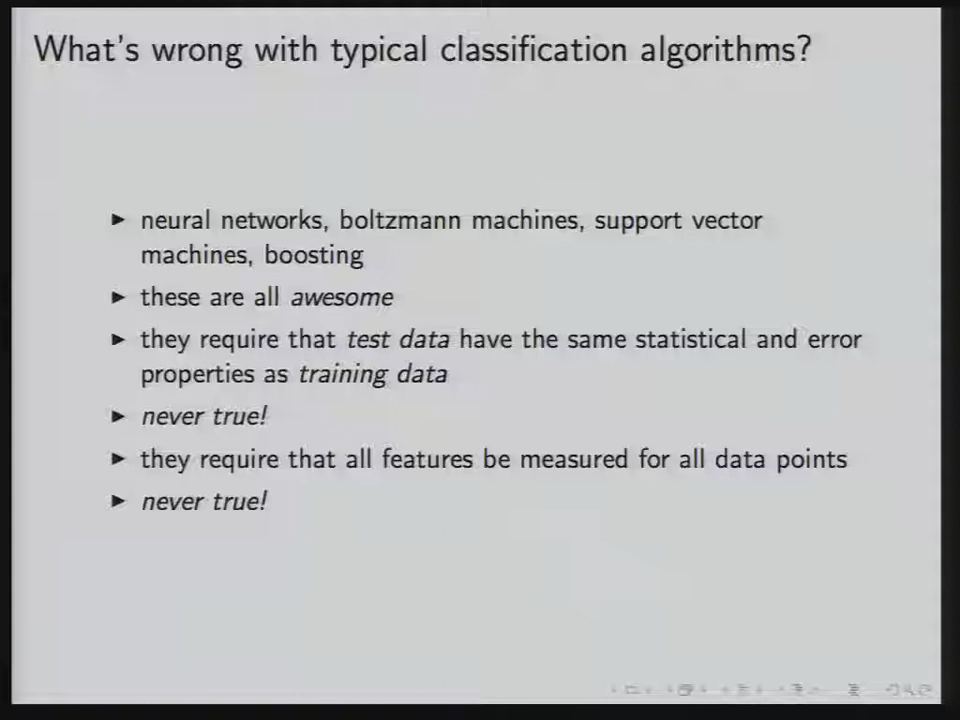 What's wrong with typical classification algorithms?
▶ neural networks, boltzmann machines, support vector
machines, boosting
▶ these are all awesome
▶ they require that test data have the same statistical and error
properties as training data
▶ never true!
▶ they require that all features be measured for all data points
▶ never true!